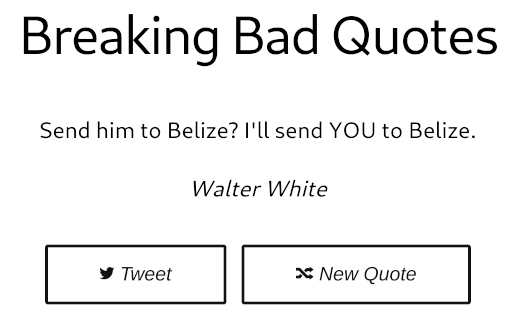 Breaking Bad Quotes
Send him to Belize? I'll send YOU to Belize.
Walter White
Tweet
New Quote